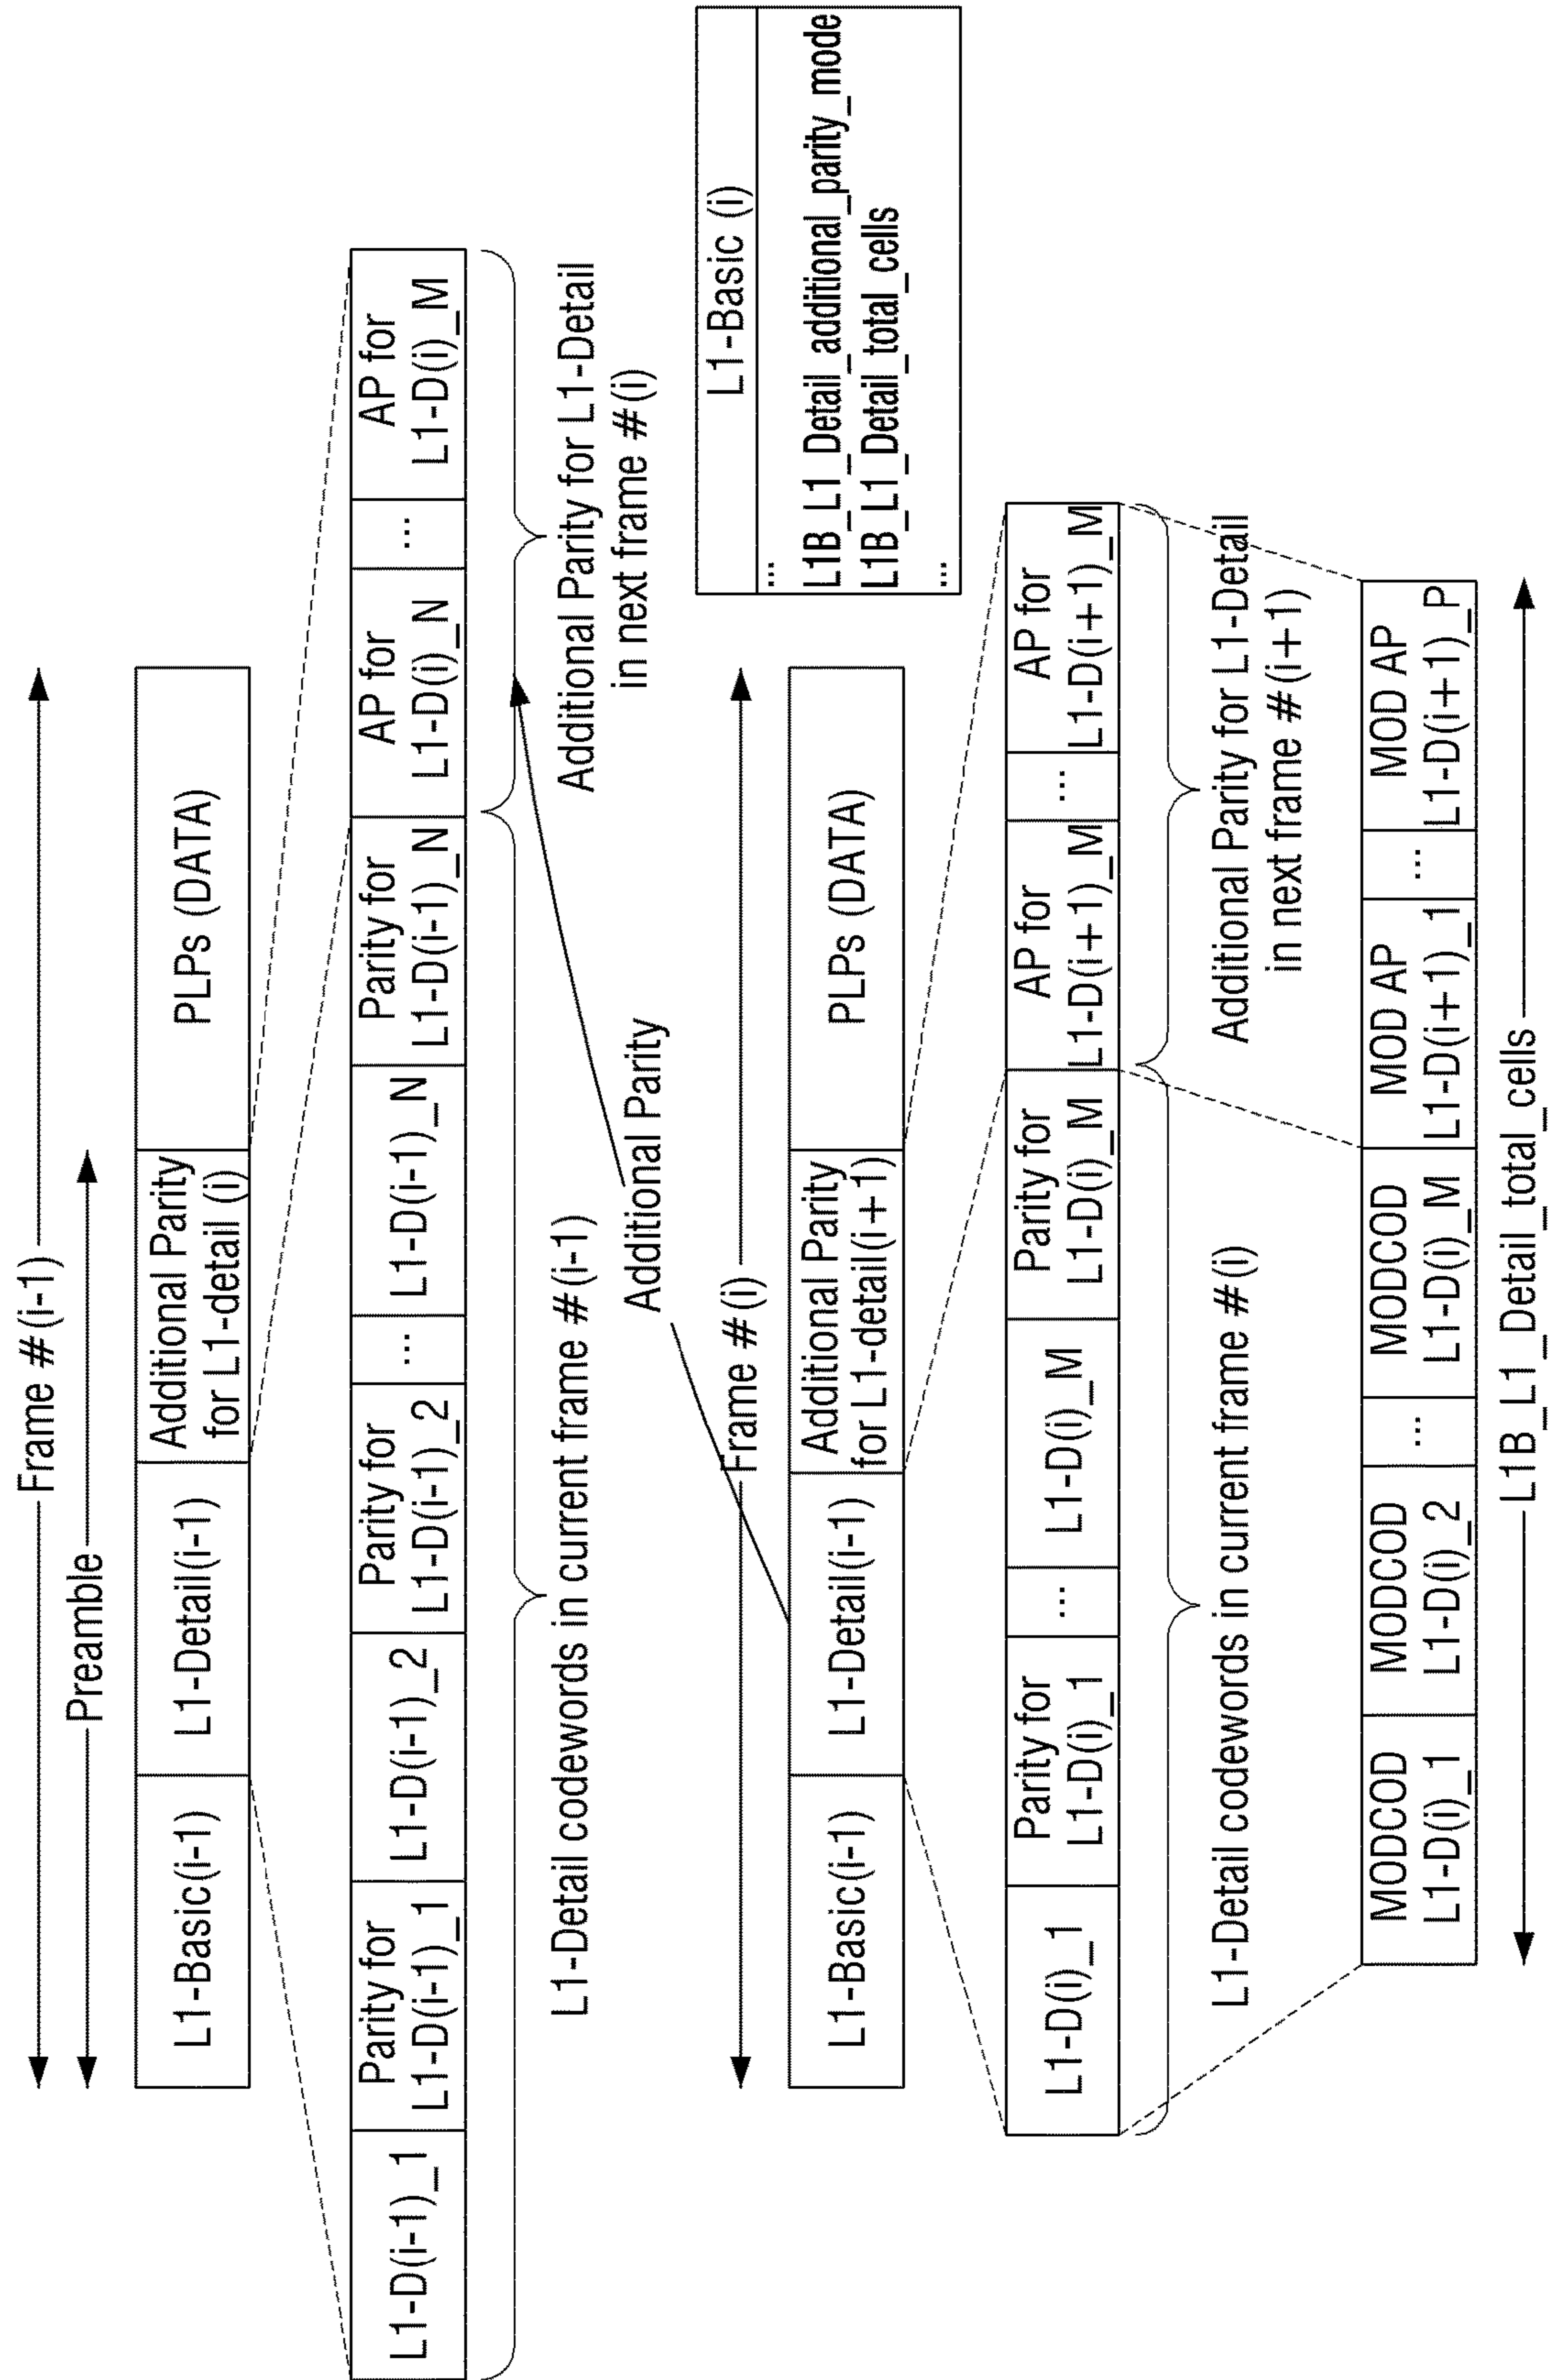 Frame #(i-1)
Preamble
L1-Basic(i-1)
L1-Detail(i-1)
Additional Parity
for L1-detail (i)
PLPs (DATA)
L1-D(i-1)_1
Parity for
L1-D(i-1)_1
L1-D(i-1)_2
Parity for
L1-D(i-1)_2
...
L1-D(i-1)_N
Parity for
L1-D(i-1)_N
AP for
L1-D(i)_N
...
AP for
L1-D(i)_M
L1-Detail codewords in current frame #(i-1)
Additional Parity for L1-Detail
in next frame #(i)
Additional Parity
L1-Basic (i)
...
L1B_L1_Detail_additional_parity_mode
L1B_L1_Detail_total_cells
...
Frame #(i)
L1-Basic(i-1)
L1-Detail(i-1)
Additional Parity
for L1-detail(i+1)
PLPs (DATA)
L1-D(i)_1
Parity for
L1-D(i)_1
...
L1-D(i)_M
Parity for
L1-D(i)_M
AP for
L1-D(i+1)_M
...
AP for
L1-D(i+1)_M
L1-Detail codewords in current frame #(i)
Additional Parity for L1-Detail
in next frame #(i+1)
MODCOD
L1-D(i)_1
MODCOD
L1-D(i)_2
...
MODCOD
L1-D(i)_M
MOD AP
L1-D(i+1)_1
...
MOD AP
L1-D(i+1)_P
L1B_L1_Detail_total_cells